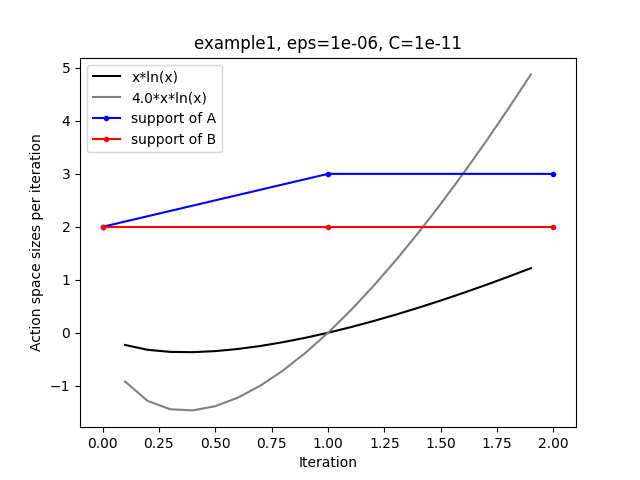 example1, eps=1e-06, C=1e-11
x*ln(x)
4.0*x*ln(x)
support of A
support of B
Action space sizes per iteration
5
4
3
2
1
0
−1
0.00 0.25 0.50 0.75 1.00 1.25 1.50 1.75 2.00
Iteration